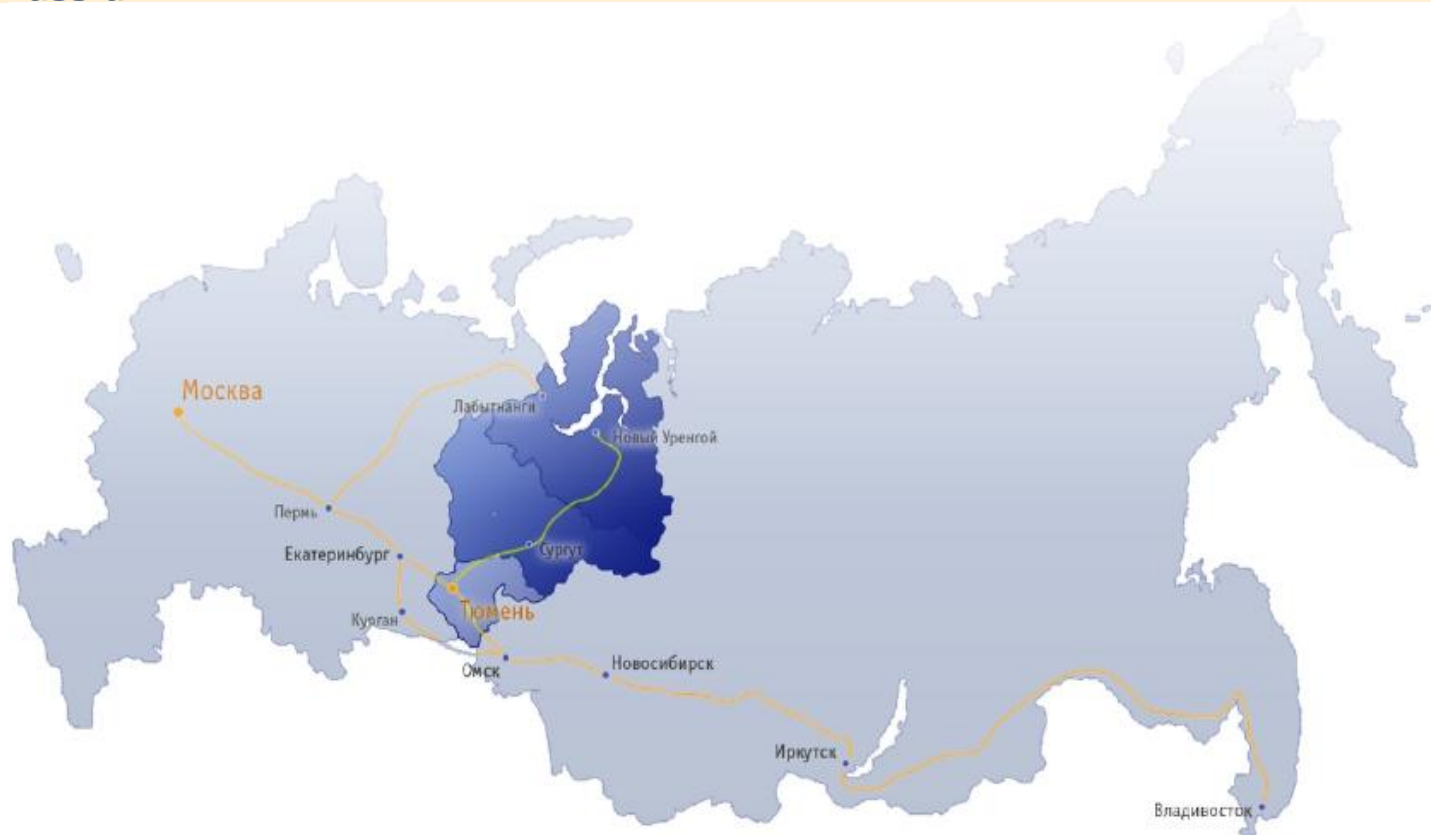 Москва
Лабытнанги
Новый Уренгой
Пермь
Сургут
Екатеринбург
Тюмень
Курган
Омск
Новосибирск
Иркутск
Владивосток